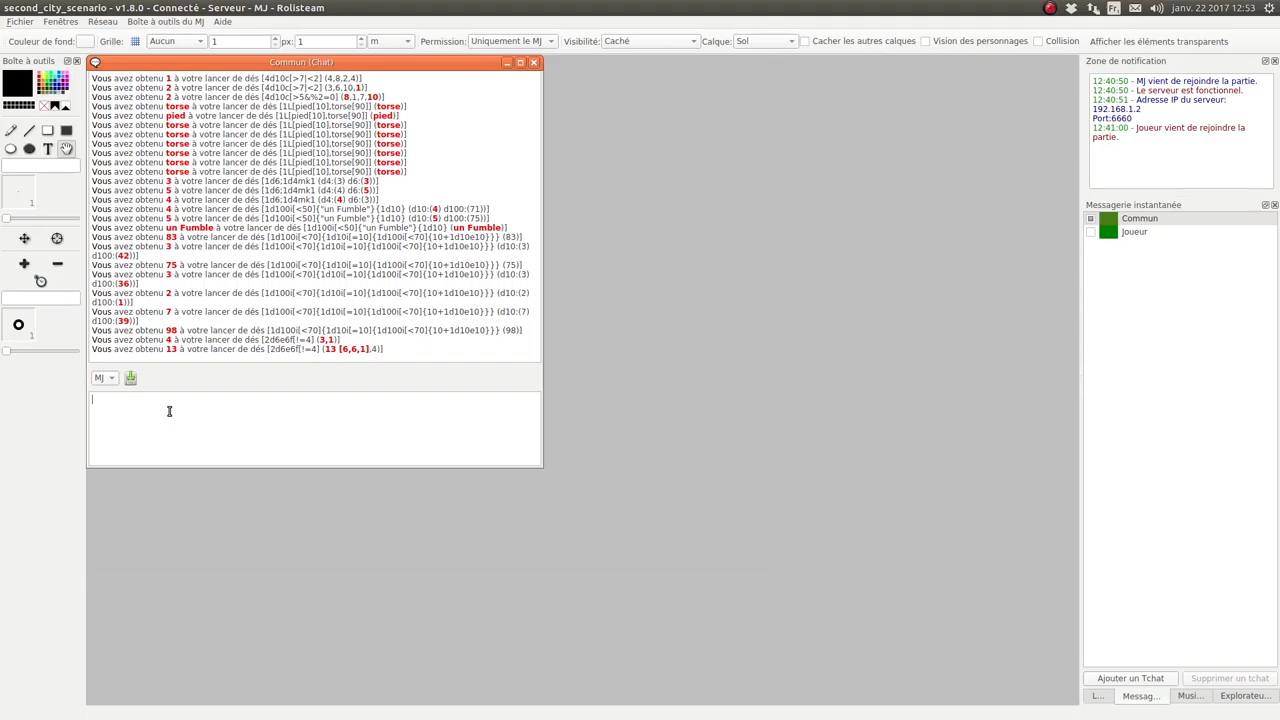 second_city_scenario - v1.8.0 - Connecté - Serveur - MJ - Rolisteam
Fr janv. 22 2017 12:53
Fichier Fenêtres Réseau Boîte à outils du MJ Aide
Couleur de fond: Grille: Aucun 1 px: 1 m Permission: Uniquement le MJ Visibilité: Caché Calque: Sol Cacher les autres calques Vision des personnages Collision Afficher les éléments transparents
Boîte à outils
T
1
1
Commun (Chat)
Vous avez obtenu 1 à votre lancer de dés [4d10c[>7|<2] (4,8,2,4)]
Vous avez obtenu 2 à votre lancer de dés [4d10c[>7|<2] (3,6,10,1)]
Vous avez obtenu 2 à votre lancer de dés [4d10c[>5&%2=0] (8,1,7,10)]
Vous avez obtenu torse à votre lancer de dés [1L[pied[10],torse[90]] (torse)]
Vous avez obtenu pied à votre lancer de dés [1L[pied[10],torse[90]] (pied)]
Vous avez obtenu torse à votre lancer de dés [1L[pied[10],torse[90]] (torse)]
Vous avez obtenu torse à votre lancer de dés [1L[pied[10],torse[90]] (torse)]
Vous avez obtenu torse à votre lancer de dés [1L[pied[10],torse[90]] (torse)]
Vous avez obtenu torse à votre lancer de dés [1L[pied[10],torse[90]] (torse)]
Vous avez obtenu torse à votre lancer de dés [1L[pied[10],torse[90]] (torse)]
Vous avez obtenu torse à votre lancer de dés [1L[pied[10],torse[90]] (torse)]
Vous avez obtenu 3 à votre lancer de dés [1d6;1d4mk1 (d4:(3) d6:(3))]
Vous avez obtenu 5 à votre lancer de dés [1d6;1d4mk1 (d4:(4) d6:(5))]
Vous avez obtenu 4 à votre lancer de dés [1d6;1d4mk1 (d4:(4) d6:(3))]
Vous avez obtenu 4 à votre lancer de dés [1d100i[<50]{"un Fumble"}{1d10} (d10:(4) d100:(71))]
Vous avez obtenu 5 à votre lancer de dés [1d100i[<50]{"un Fumble"}{1d10} (d10:(5) d100:(75))]
Vous avez obtenu un Fumble à votre lancer de dés [1d100i[<50]{"un Fumble"}{1d10} (un Fumble)]
Vous avez obtenu 83 à votre lancer de dés [1d100i[<70]{1d10i[=10]{1d100i[<70]{10+1d10e10}}} (83)]
Vous avez obtenu 3 à votre lancer de dés [1d100i[<70]{1d10i[=10]{1d100i[<70]{10+1d10e10}}} (d10:(3)
d100:(42))]
Vous avez obtenu 75 à votre lancer de dés [1d100i[<70]{1d10i[=10]{1d100i[<70]{10+1d10e10}}} (75)]
Vous avez obtenu 3 à votre lancer de dés [1d100i[<70]{1d10i[=10]{1d100i[<70]{10+1d10e10}}} (d10:(3)
d100:(36))]
Vous avez obtenu 2 à votre lancer de dés [1d100i[<70]{1d10i[=10]{1d100i[<70]{10+1d10e10}}} (d10:(2)
d100:(1))]
Vous avez obtenu 7 à votre lancer de dés [1d100i[<70]{1d10i[=10]{1d100i[<70]{10+1d10e10}}} (d10:(7)
d100:(39))]
Vous avez obtenu 98 à votre lancer de dés [1d100i[<70]{1d10i[=10]{1d100i[<70]{10+1d10e10}}} (98)]
Vous avez obtenu 4 à votre lancer de dés [2d6e6f[!=4] (3,1)]
Vous avez obtenu 13 à votre lancer de dés [2d6e6f[!=4] (13 [6,6,1],4)]
MJ
Zone de notification
12:40:50 - MJ vient de rejoindre la partie.
12:40:50 - Le serveur est fonctionnel.
12:40:51 - Adresse IP du serveur:
192.168.1.2
Port:6660
12:41:00 - Joueur vient de rejoindre la
partie.
Messagerie instantanée
Commun
Joueur
Ajouter un Tchat Supprimer un tchat
L... Messag... Musi... Explorateu...